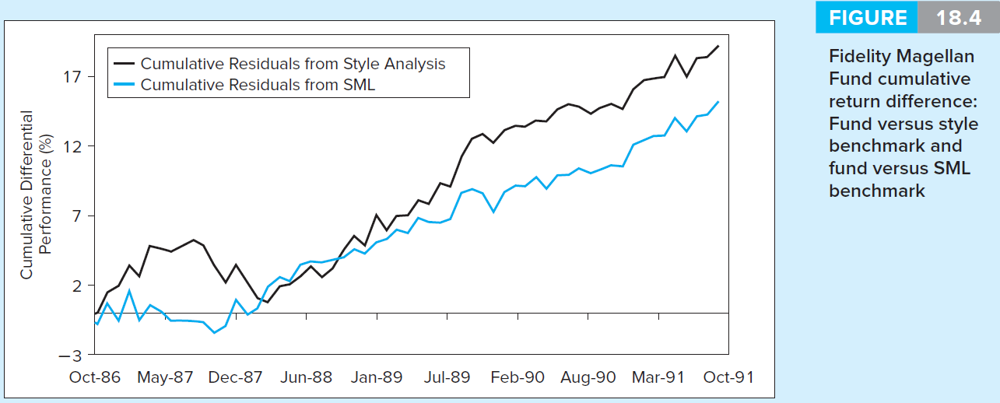 FIGURE 18.4
Fidelity Magellan
Fund cumulative
return difference:
Fund versus style
benchmark and
fund versus SML
benchmark
Cumulative Residuals from Style Analysis
Cumulative Residuals from SML
Cumulative Differential
Performance (%)
17
12
7
2
−3
Oct-86 May-87 Dec-87 Jun-88 Jan-89 Jul-89 Feb-90 Aug-90 Mar-91 Oct-91